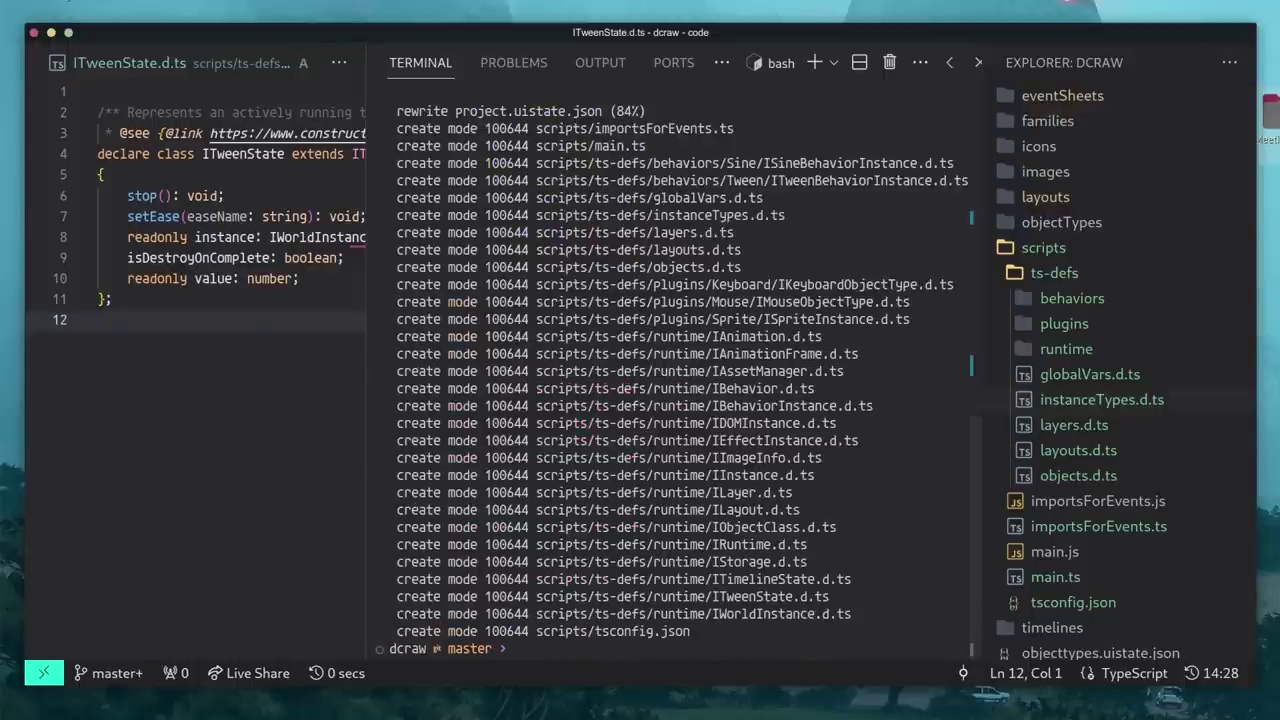 ITweenState.d.ts - dcraw - code
TS ITweenState.d.ts scripts/ts-defs... A ···
1
2 /** Represents an actively running t
3 * @see {@link https://www.construct
4 declare class ITweenState extends IT
5 {
6 stop(): void;
7 setEase(easeName: string): void;
8 readonly instance: IWorldInstanc
9 isDestroyOnComplete: boolean;
10 readonly value: number;
11 };
12
TERMINAL PROBLEMS OUTPUT PORTS ··· bash ···
rewrite project.uistate.json (84%)
create mode 100644 scripts/importsForEvents.ts
create mode 100644 scripts/main.ts
create mode 100644 scripts/ts-defs/behaviors/Sine/ISineBehaviorInstance.d.ts
create mode 100644 scripts/ts-defs/behaviors/Tween/ITweenBehaviorInstance.d.ts
create mode 100644 scripts/ts-defs/globalVars.d.ts
create mode 100644 scripts/ts-defs/instanceTypes.d.ts
create mode 100644 scripts/ts-defs/layers.d.ts
create mode 100644 scripts/ts-defs/layouts.d.ts
create mode 100644 scripts/ts-defs/objects.d.ts
create mode 100644 scripts/ts-defs/plugins/Keyboard/IKeyboardObjectType.d.ts
create mode 100644 scripts/ts-defs/plugins/Mouse/IMouseObjectType.d.ts
create mode 100644 scripts/ts-defs/plugins/Sprite/ISpriteInstance.d.ts
create mode 100644 scripts/ts-defs/runtime/IAnimation.d.ts
create mode 100644 scripts/ts-defs/runtime/IAnimationFrame.d.ts
create mode 100644 scripts/ts-defs/runtime/IAssetManager.d.ts
create mode 100644 scripts/ts-defs/runtime/IBehavior.d.ts
create mode 100644 scripts/ts-defs/runtime/IBehaviorInstance.d.ts
create mode 100644 scripts/ts-defs/runtime/IDOMInstance.d.ts
create mode 100644 scripts/ts-defs/runtime/IEffectInstance.d.ts
create mode 100644 scripts/ts-defs/runtime/IImageInfo.d.ts
create mode 100644 scripts/ts-defs/runtime/IInstance.d.ts
create mode 100644 scripts/ts-defs/runtime/ILayer.d.ts
create mode 100644 scripts/ts-defs/runtime/ILayout.d.ts
create mode 100644 scripts/ts-defs/runtime/IObjectClass.d.ts
create mode 100644 scripts/ts-defs/runtime/IRuntime.d.ts
create mode 100644 scripts/ts-defs/runtime/IStorage.d.ts
create mode 100644 scripts/ts-defs/runtime/ITimelineState.d.ts
create mode 100644 scripts/ts-defs/runtime/ITweenState.d.ts
create mode 100644 scripts/ts-defs/runtime/IWorldInstance.d.ts
create mode 100644 scripts/tsconfig.json
dcraw master >
EXPLORER: DCRAW ···
eventSheets
families
icons
images
layouts
objectTypes
scripts
ts-defs
behaviors
plugins
runtime
TS globalVars.d.ts
TS instanceTypes.d.ts
TS layers.d.ts
TS layouts.d.ts
TS objects.d.ts
JS importsForEvents.js
TS importsForEvents.ts
JS main.js
TS main.ts
{} tsconfig.json
timelines
objecttypes.uistate.json
master+ 0 Live Share 0 secs Ln 12, Col 1 TypeScript 14:28